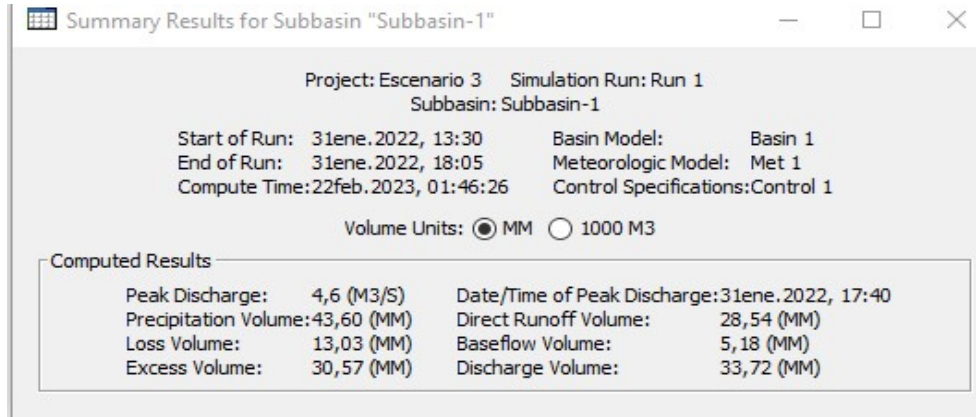 Summary Results for Subbasin "Subbasin-1"
Project: Escenario 3 Simulation Run: Run 1
Subbasin: Subbasin-1
Start of Run: 31ene.2022, 13:30 Basin Model: Basin 1
End of Run: 31ene.2022, 18:05 Meteorologic Model: Met 1
Compute Time:22feb.2023, 01:46:26 Control Specifications:Control 1
Volume Units: MM 1000 M3
Computed Results
Peak Discharge: 4,6 (M3/S) Date/Time of Peak Discharge:31ene.2022, 17:40
Precipitation Volume:43,60 (MM) Direct Runoff Volume: 28,54 (MM)
Loss Volume: 13,03 (MM) Baseflow Volume: 5,18 (MM)
Excess Volume: 30,57 (MM) Discharge Volume: 33,72 (MM)